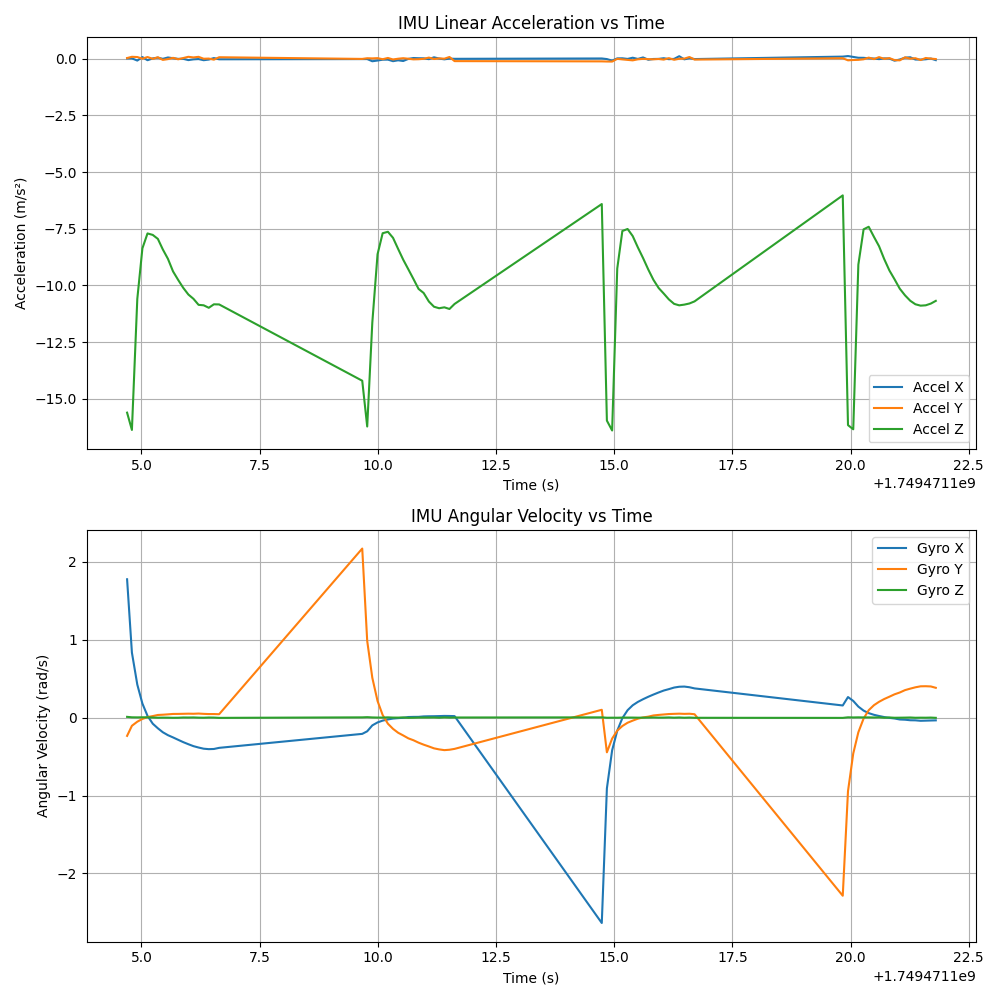 IMU Linear Acceleration vs Time
Acceleration (m/s²)
0.0
−2.5
−5.0
−7.5
−10.0
−12.5
−15.0
Accel X
Accel Y
Accel Z
5.0 7.5 10.0 12.5 15.0 17.5 20.0 22.5
Time (s)
+1.7494711e9
IMU Angular Velocity vs Time
Angular Velocity (rad/s)
2
1
0
−1
−2
Gyro X
Gyro Y
Gyro Z
5.0 7.5 10.0 12.5 15.0 17.5 20.0 22.5
Time (s)
+1.7494711e9